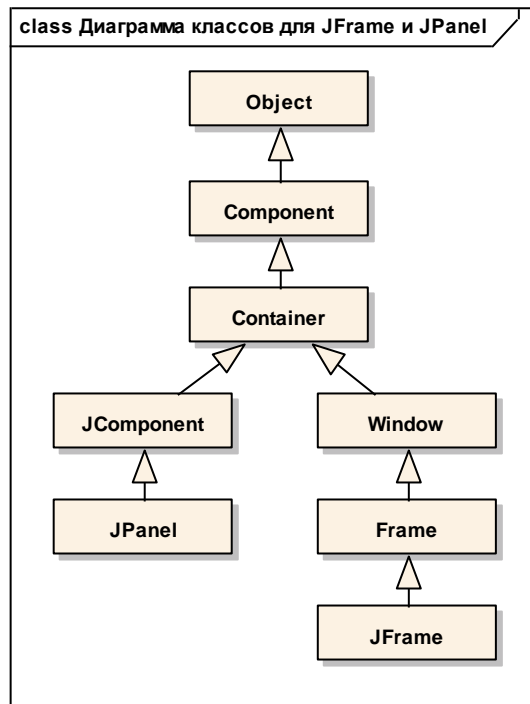 class Диаграмма классов для JFrame и JPanel
Object
Component
Container
JComponent
Window
JPanel
Frame
JFrame